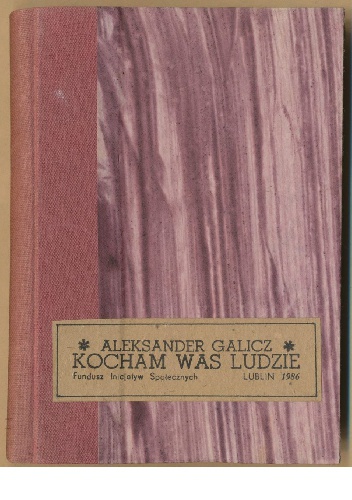 * ALEKSANDER GALICZ *
KOCHAM WAS LUDZIE
Fundusz Inicjatyw Społecznych LUBLIN 1986